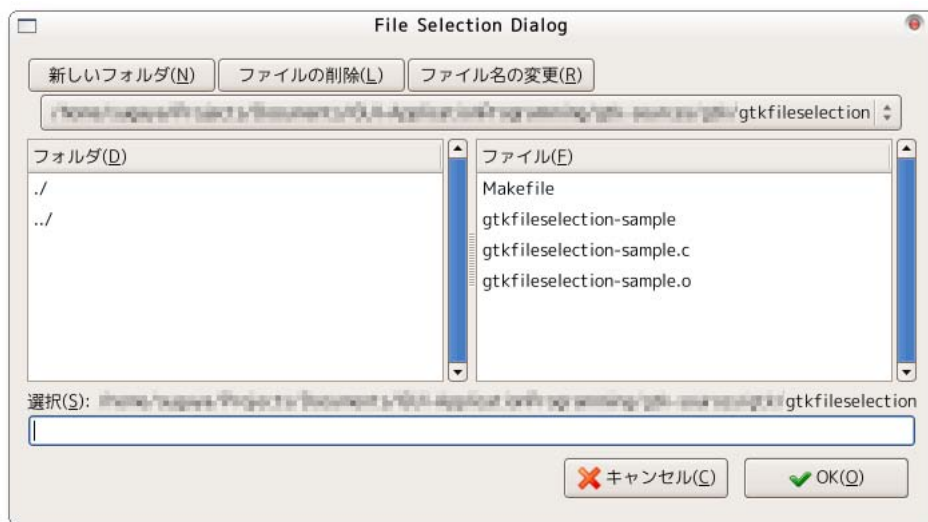 File Selection Dialog
新しいフォルダ(N) ファイルの削除(L) ファイル名の変更(R)
/gtkfileselection
フォルダ(D) ファイル(F)
./ Makefile
../ gtkfileselection-sample
gtkfileselection-sample.c
gtkfileselection-sample.o
選択(S): gtkfileselection
キャンセル(C) OK(O)